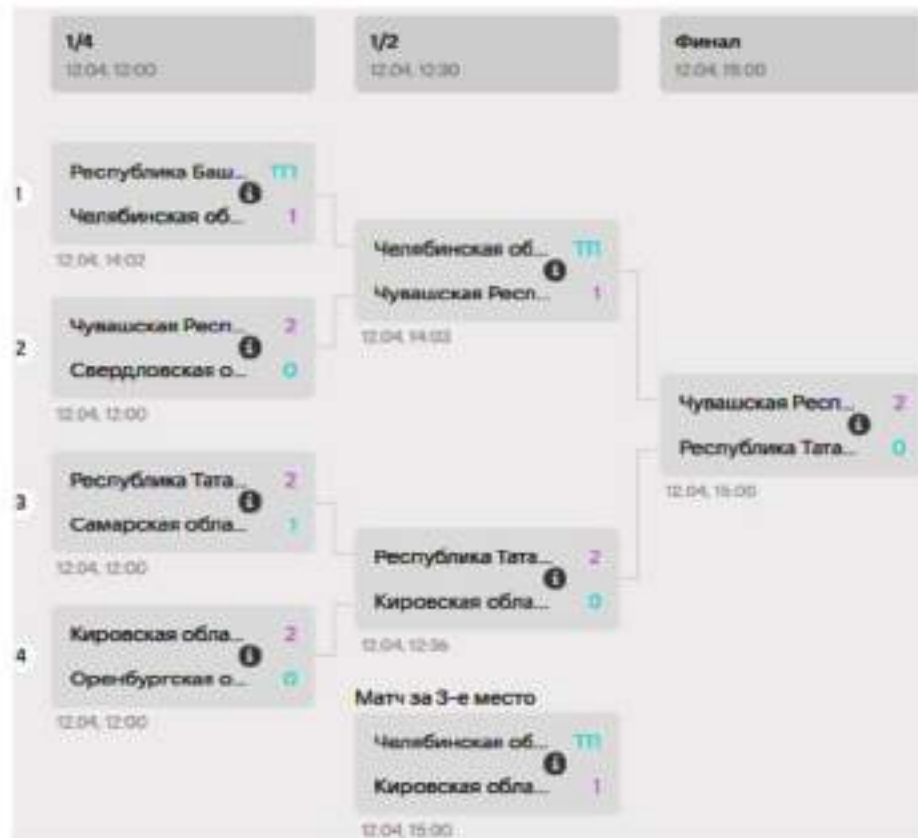 1/4
12.04, 12:00
1/2
12.04, 12:30
Финал
12.04, 15:00
1
Республика Баш... ТП
Челябинская об... 1
12.04, 14:02
2
Чувашская Респ... 2
Свердловская о... 0
12.04, 12:00
3
Республика Тата... 2
Самарская обла... 1
12.04, 12:00
4
Кировская обла... 2
Оренбургская о... 0
12.04, 12:00
Челябинская об... ТП
Чувашская Респ... 1
12.04, 14:03
Республика Тата... 2
Кировская обла... 0
12.04, 12:36
Матч за 3-е место
Челябинская об... ТП
Кировская обла... 1
12.04, 15:00
Чувашская Респ... 2
Республика Тата... 0
12.04, 15:00